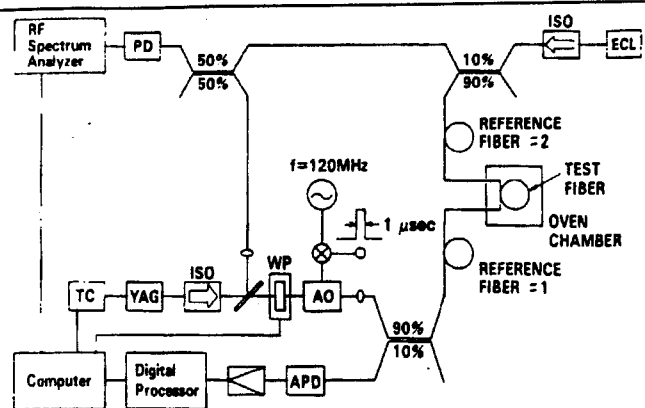 RF
Spectrum
Analyzer
PD
50%
50%
10%
90%
ISO
ECL
REFERENCE
FIBER =2
f=120MHz
TEST
FIBER
1 μsec
OVEN
CHAMBER
WP
ISO
REFERENCE
FIBER =1
TC
YAG
AO
90%
10%
Computer
Digital
Processor
APD